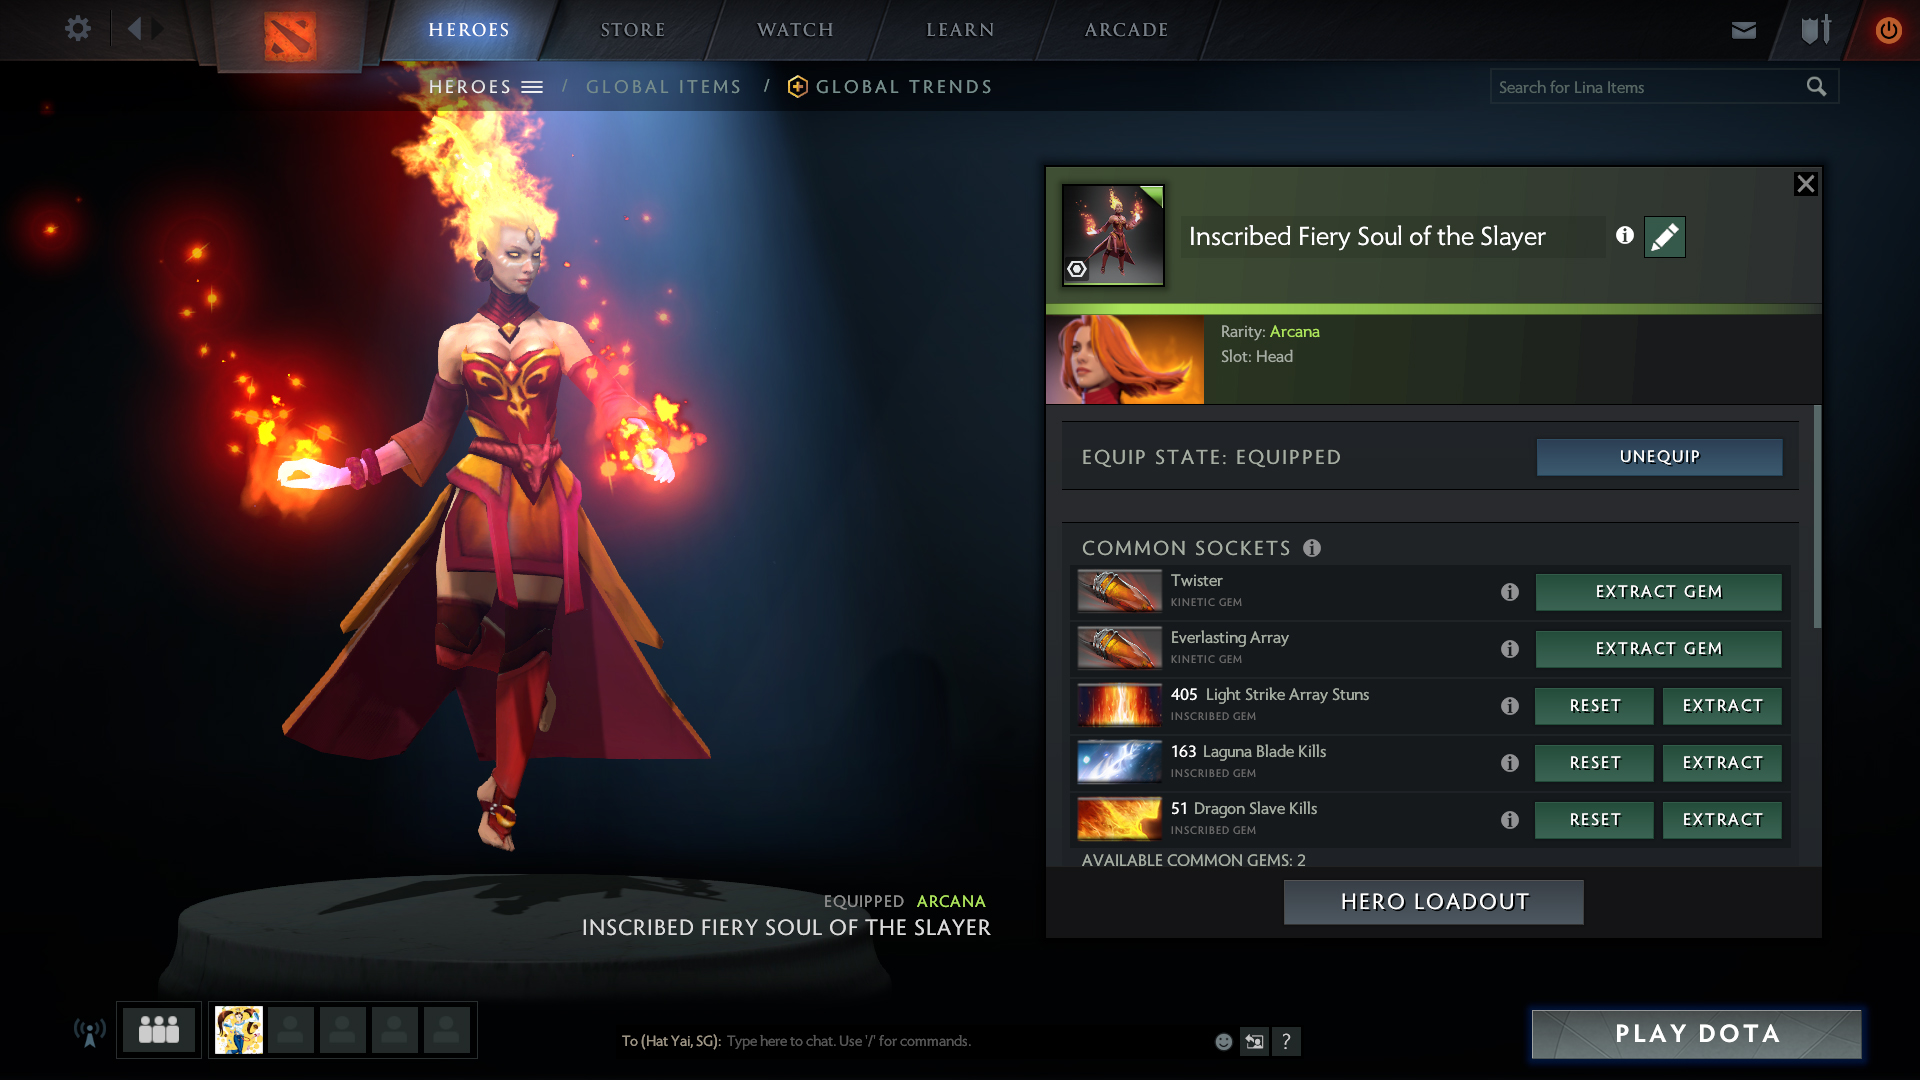 HEROES
STORE
WATCH
LEARN
ARCADE
HEROES / GLOBAL ITEMS / GLOBAL TRENDS
Search for Lina Items
Inscribed Fiery Soul of the Slayer
Rarity: Arcana
Slot: Head
EQUIP STATE: EQUIPPED
UNEQUIP
COMMON SOCKETS
Twister
KINETIC GEM
EXTRACT GEM
Everlasting Array
KINETIC GEM
EXTRACT GEM
405 Light Strike Array Stuns
INSCRIBED GEM
RESET
EXTRACT
163 Laguna Blade Kills
INSCRIBED GEM
RESET
EXTRACT
51 Dragon Slave Kills
INSCRIBED GEM
RESET
EXTRACT
AVAILABLE COMMON GEMS: 2
HERO LOADOUT
EQUIPPED ARCANA
INSCRIBED FIERY SOUL OF THE SLAYER
To (Hat Yai, SG): Type here to chat. Use '/' for commands.
?
PLAY DOTA